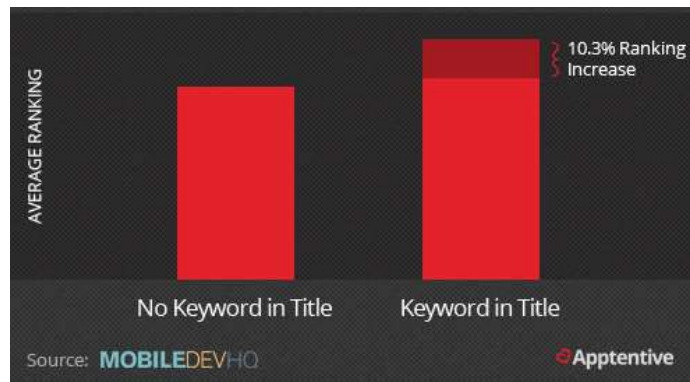 AVERAGE RANKING
10.3% Ranking
Increase
No Keyword in Title
Keyword in Title
Source: MOBILEDEVHQ
Apptentive